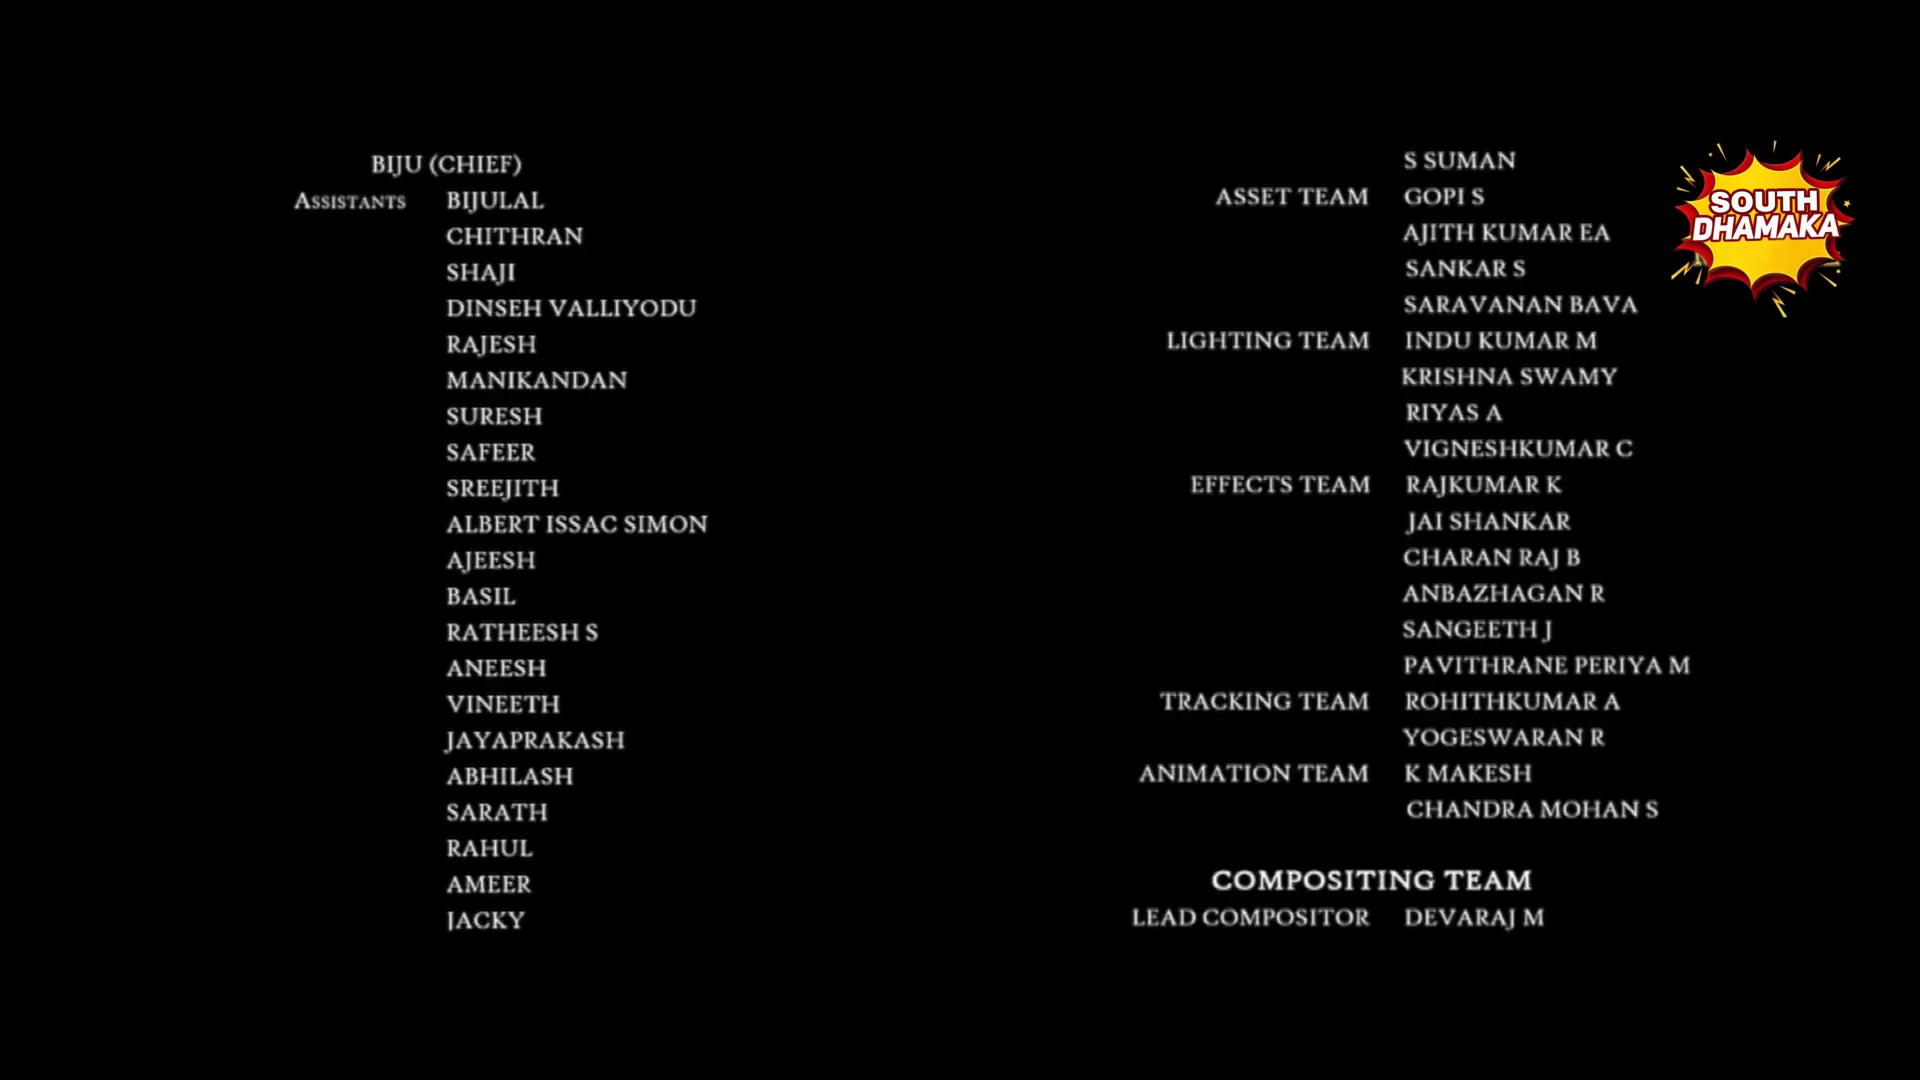 BIJU (CHIEF)
ASSISTANTS BIJULAL
CHITHRAN
SHAJI
DINSEH VALLIYODU
RAJESH
MANIKANDAN
SURESH
SAFEER
SREEJITH
ALBERT ISSAC SIMON
AJEESH
BASIL
RATHEESH S
ANEESH
VINEETH
JAYAPRAKASH
ABHILASH
SARATH
RAHUL
AMEER
JACKY
S SUMAN
ASSET TEAM GOPI S
AJITH KUMAR EA
SANKAR S
SARAVANAN BAVA
LIGHTING TEAM INDU KUMAR M
KRISHNA SWAMY
RIYAS A
VIGNESHKUMAR C
EFFECTS TEAM RAJKUMAR K
JAI SHANKAR
CHARAN RAJ B
ANBAZHAGAN R
SANGEETH J
PAVITHRANE PERIYA M
TRACKING TEAM ROHITHKUMAR A
YOGESWARAN R
ANIMATION TEAM K MAKESH
CHANDRA MOHAN S
COMPOSITING TEAM
LEAD COMPOSITOR DEVARAJ M
SOUTH
DHAMAKA